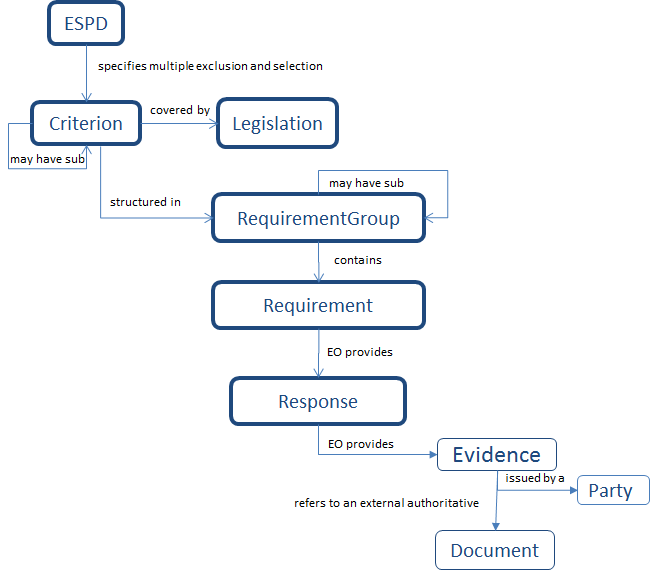 ESPD
specifies multiple exclusion and selection
Criterion
covered by
Legislation
may have sub
structured in
may have sub
RequirementGroup
contains
Requirement
EO provides
Response
EO provides
Evidence
issued by a
Party
refers to an external authoritative
Document